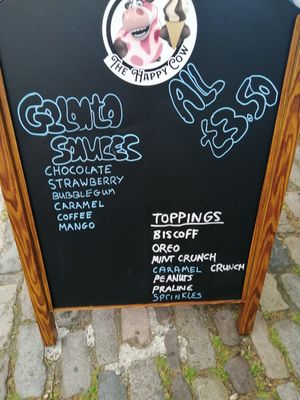 THE HAPPY COW
GELATO
SAUCES
ALL
£3.50
CHOCOLATE
STRAWBERRY
BUBBLEGUM
CARAMEL
COFFEE
MANGO
TOPPINGS
BISCOFF
OREO
MINT CRUNCH
CARAMEL CRUNCH
PEANUTS
PRALINE
SPRINKLES